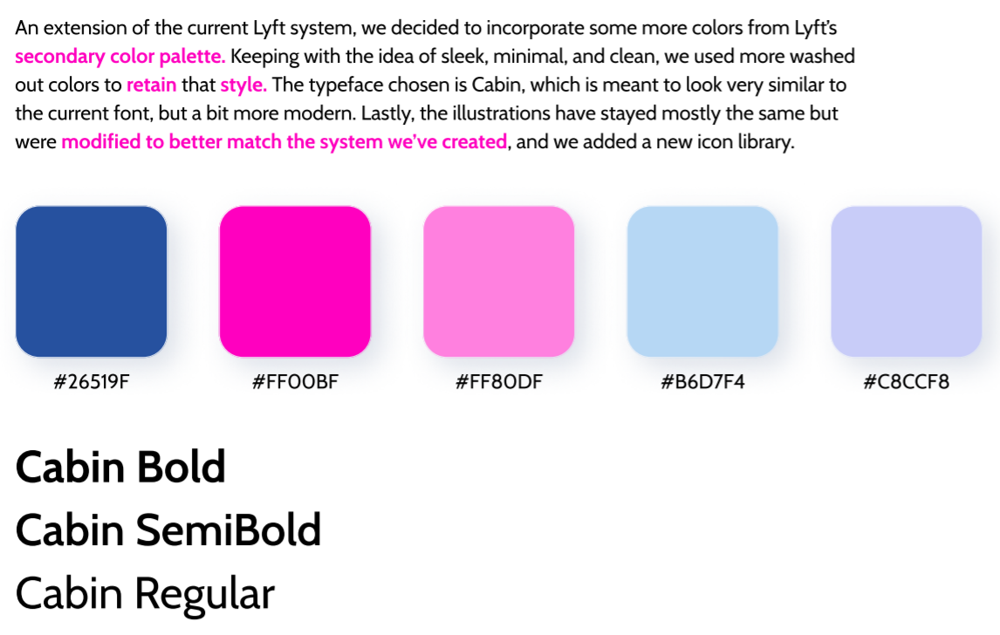 An extension of the current Lyft system, we decided to incorporate some more colors from Lyft's
secondary color palette. Keeping with the idea of sleek, minimal, and clean, we used more washed
out colors to retain that style. The typeface chosen is Cabin, which is meant to look very similar to
the current font, but a bit more modern. Lastly, the illustrations have stayed mostly the same but
were modified to better match the system we've created, and we added a new icon library.
#26519F
#FF00BF
#FF80DF
#B6D7F4
#C8CCF8
Cabin Bold
Cabin SemiBold
Cabin Regular